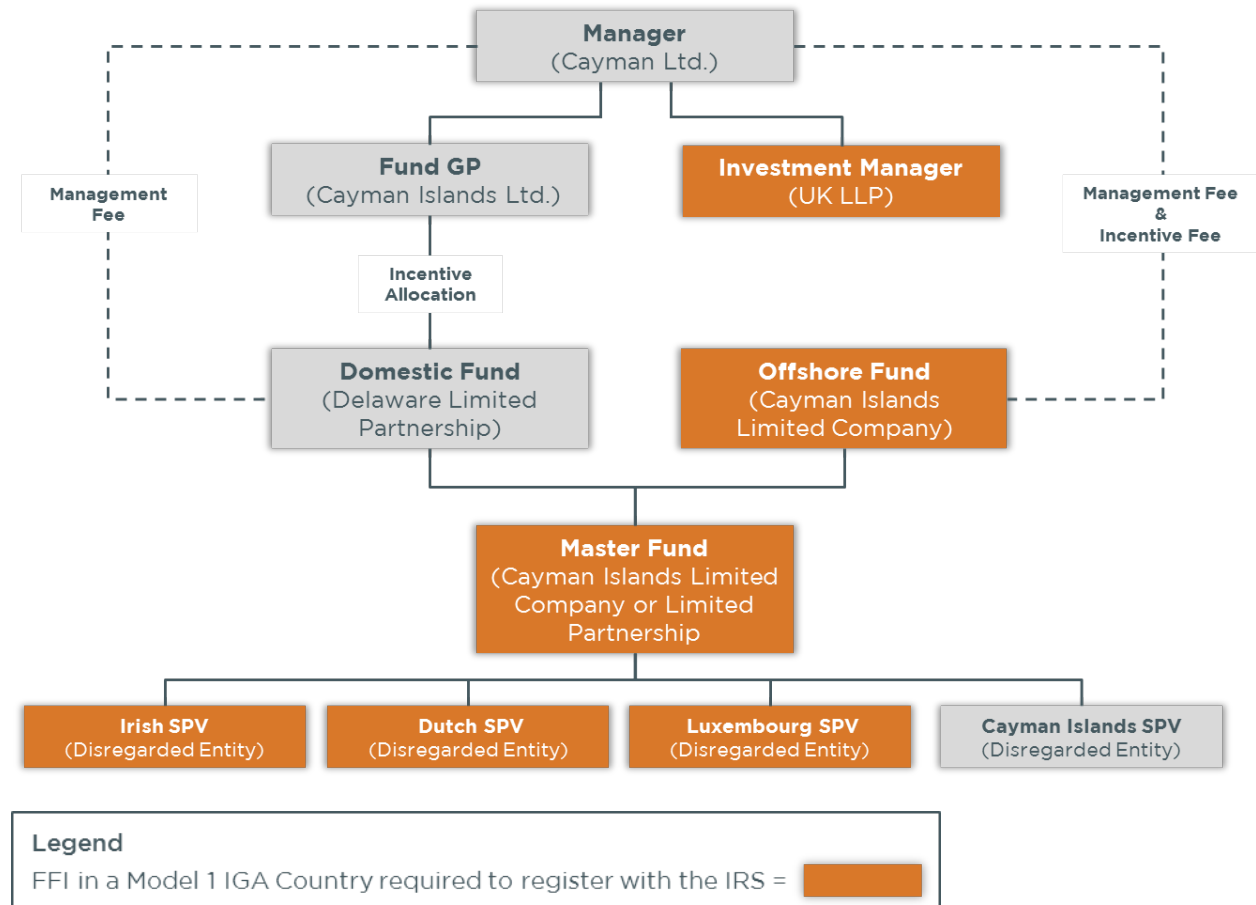 Manager
(Cayman Ltd.)
Fund GP
(Cayman Islands Ltd.)
Investment Manager
(UK LLP)
Management
Fee
Management Fee
&
Incentive Fee
Incentive
Allocation
Domestic Fund
(Delaware Limited
Partnership)
Offshore Fund
(Cayman Islands
Limited Company)
Master Fund
(Cayman Islands Limited
Company or Limited
Partnership
Irish SPV
(Disregarded Entity)
Dutch SPV
(Disregarded Entity)
Luxembourg SPV
(Disregarded Entity)
Cayman Islands SPV
(Disregarded Entity)
Legend
FFI in a Model 1 IGA Country required to register with the IRS =